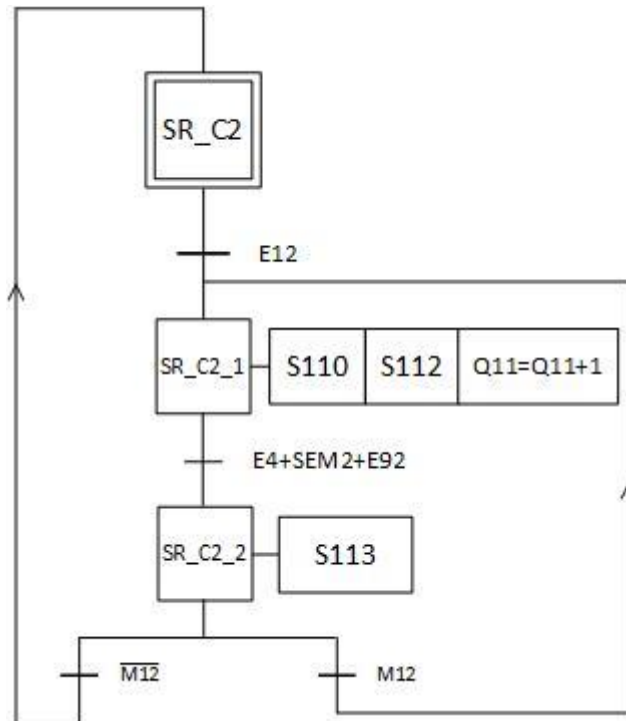 SR_C2
E12
SR_C2_1 S110 S112 Q11=Q11+1
E4+SEM2+E92
SR_C2_2 S113
M12 M12